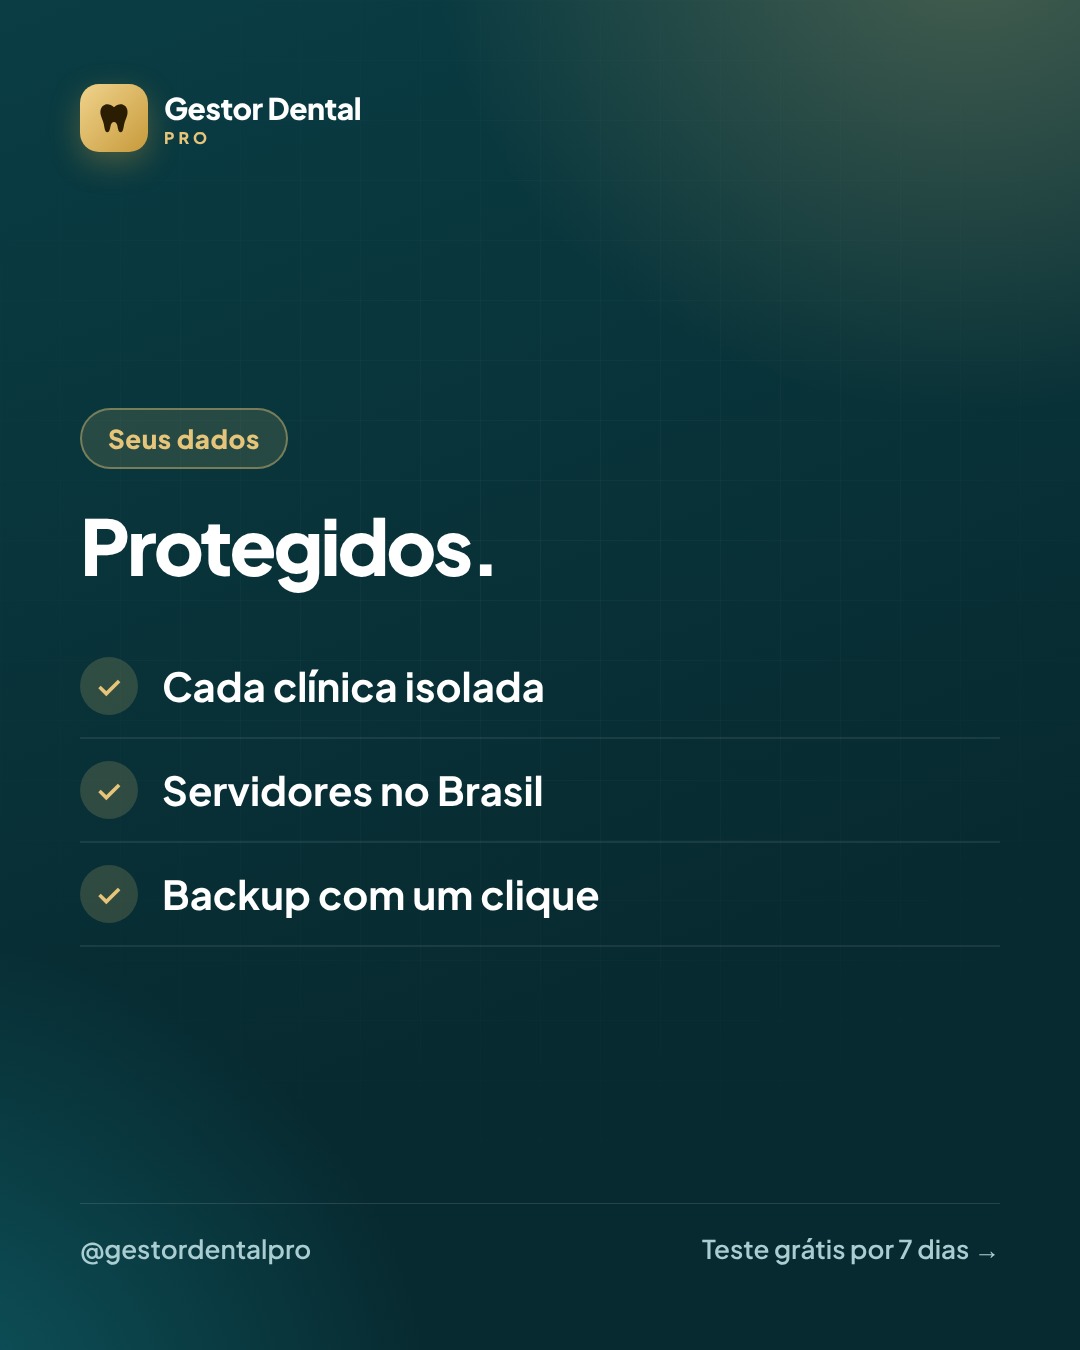 Gestor Dental
PRO
Seus dados
Protegidos.
Cada clínica isolada
Servidores no Brasil
Backup com um clique
@gestordentalpro
Teste grátis por 7 dias →